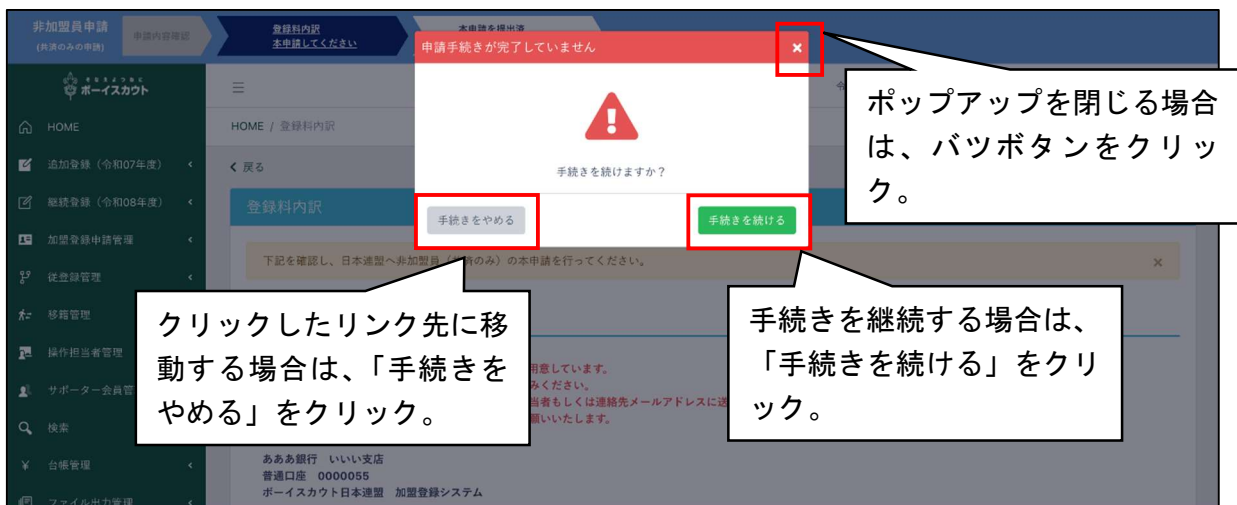 非加盟員申請
(共済のみの申請)
申請内容確認
登録料内訳
本申請してください
本申請を提出済
申請手続きが完了していません
×
ボーイスカウト
HOME
追加登録（令和07年度）
継続登録（令和08年度）
加盟登録申請管理
従登録管理
移籍管理
操作担当者管理
サポーター会員管
検索
台帳管理
ファイル出力管理
HOME / 登録料内訳
戻る
登録料内訳
手続きを続けますか？
手続きをやめる
手続きを続ける
下記を確認し、日本連盟へ非加盟員（共済のみ）の本申請を行ってください。
×
ポップアップを閉じる場合
は、バツボタンをクリッ
ク。
クリックしたリンク先に移
動する場合は、「手続きを
やめる」をクリック。
手続きを継続する場合は、
「手続きを続ける」をクリ
ック。
用意しています。
みください。
当者もしくは連絡先メールアドレスに送
願いいたします。
あああ銀行　いいい支店
普通口座　0000055
ボーイスカウト日本連盟　加盟登録システム